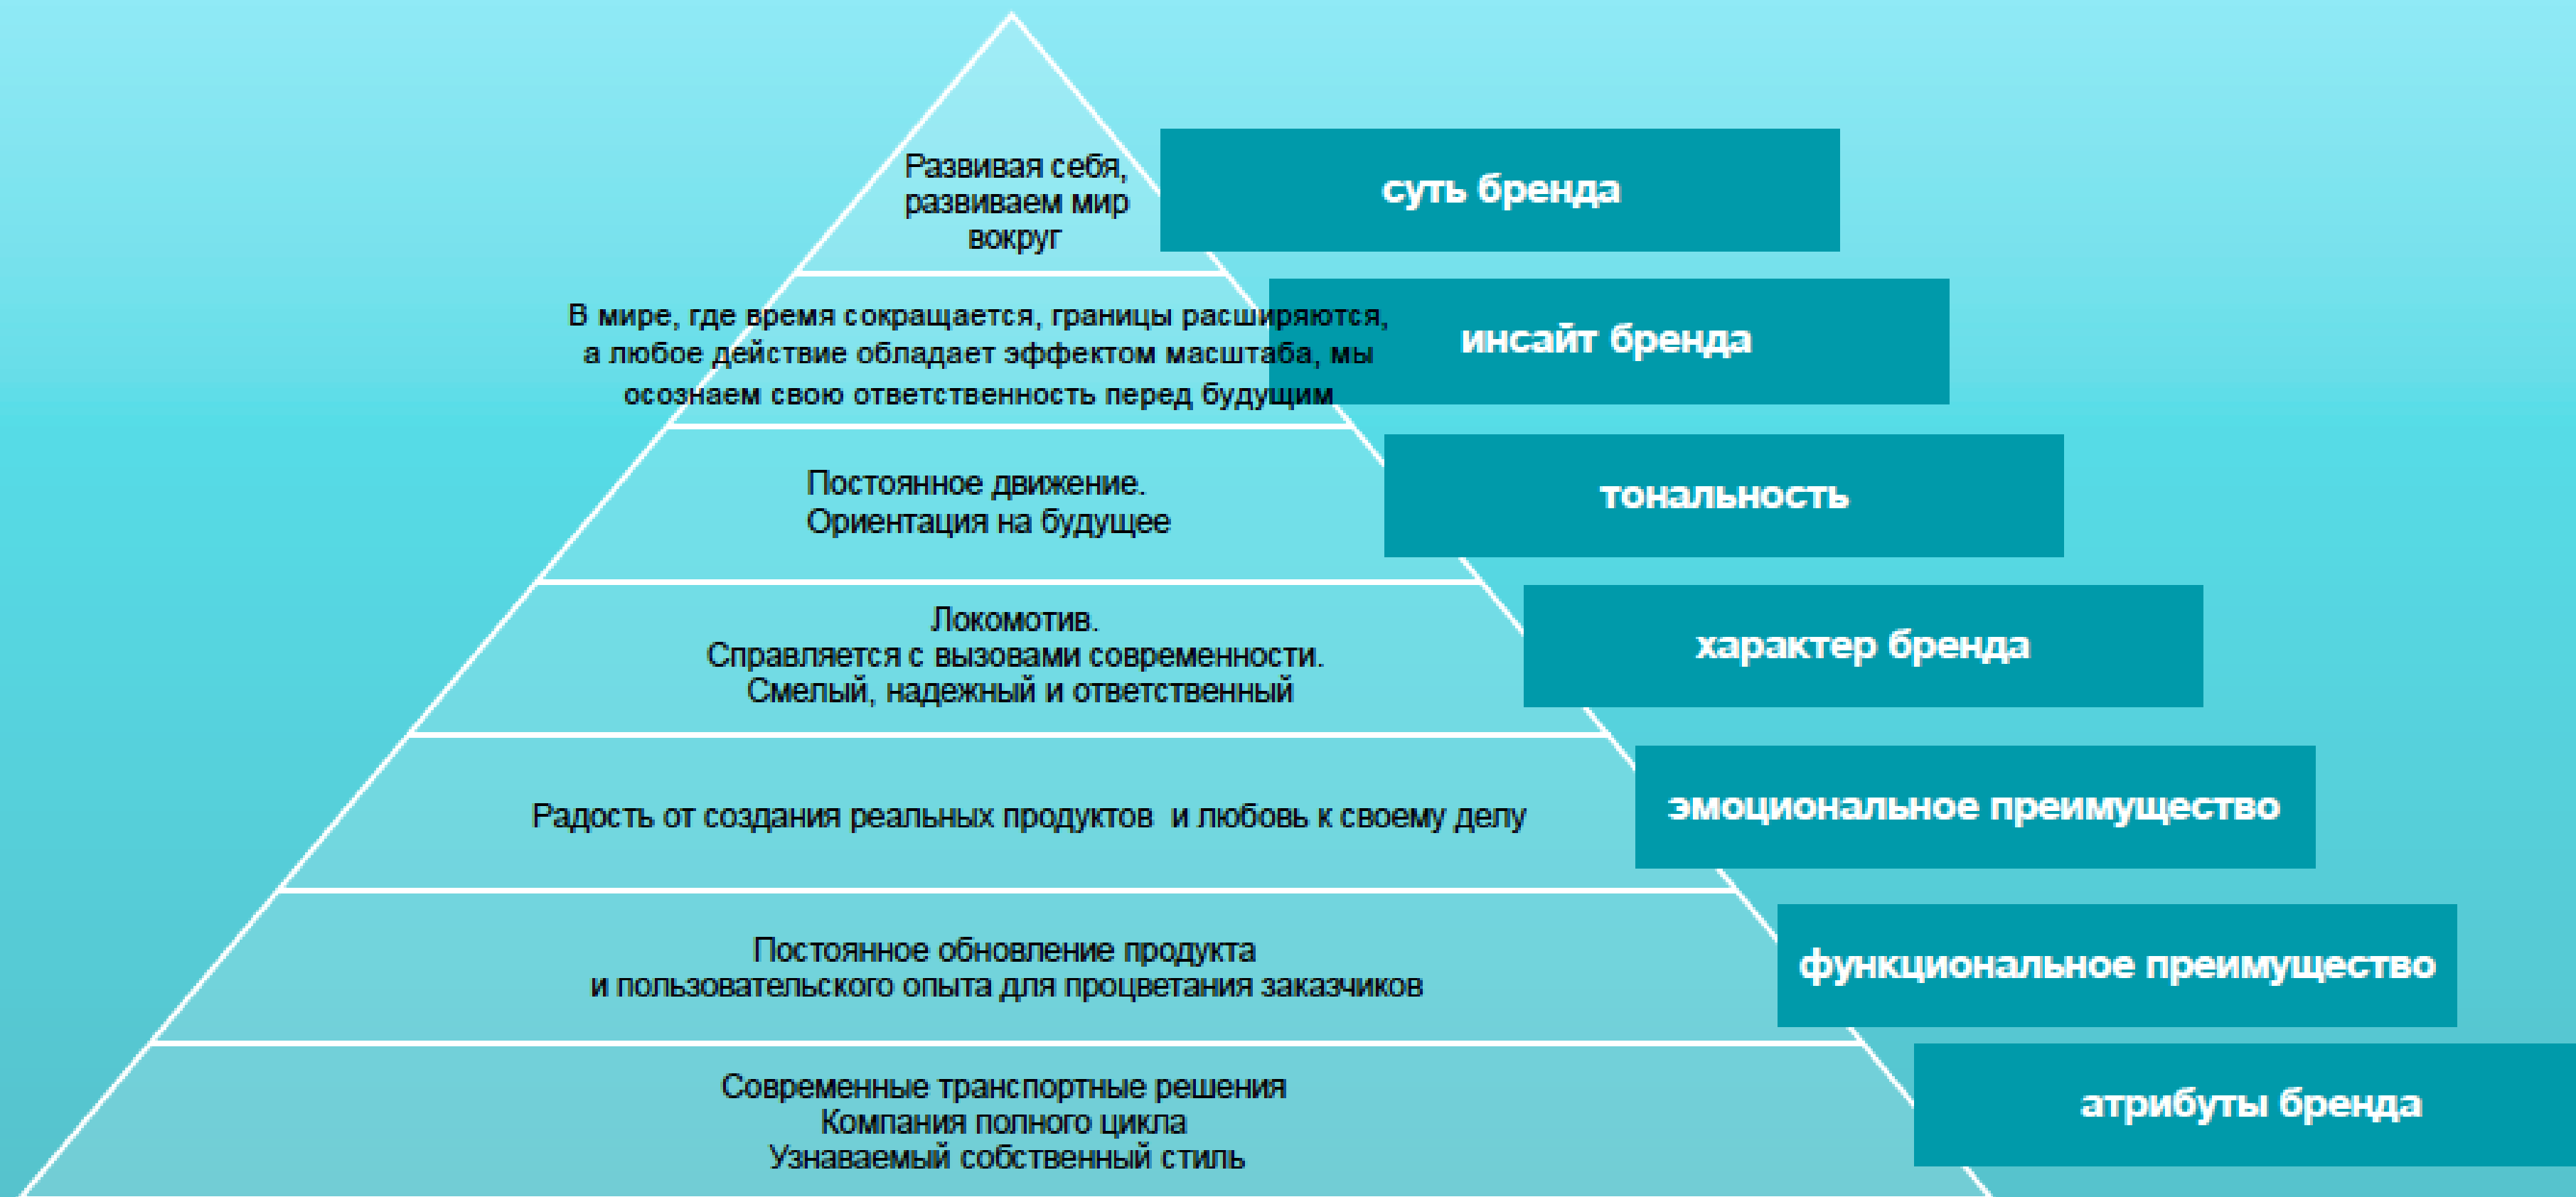 Развивая себя,
развиваем мир
вокруг
суть бренда
В мире, где время сокращается, границы расширяются,
а любое действие обладает эффектом масштаба, мы
осознаем свою ответственность перед будущим
инсайт бренда
Постоянное движение.
Ориентация на будущее
тональность
Локомотив.
Справляется с вызовами современности.
Смелый, надежный и ответственный
характер бренда
Радость от создания реальных продуктов и любовь к своему делу
эмоциональное преимущество
Постоянное обновление продукта
и пользовательского опыта для процветания заказчиков
функциональное преимущество
Современные транспортные решения
Компания полного цикла
Узнаваемый собственный стиль
атрибуты бренда